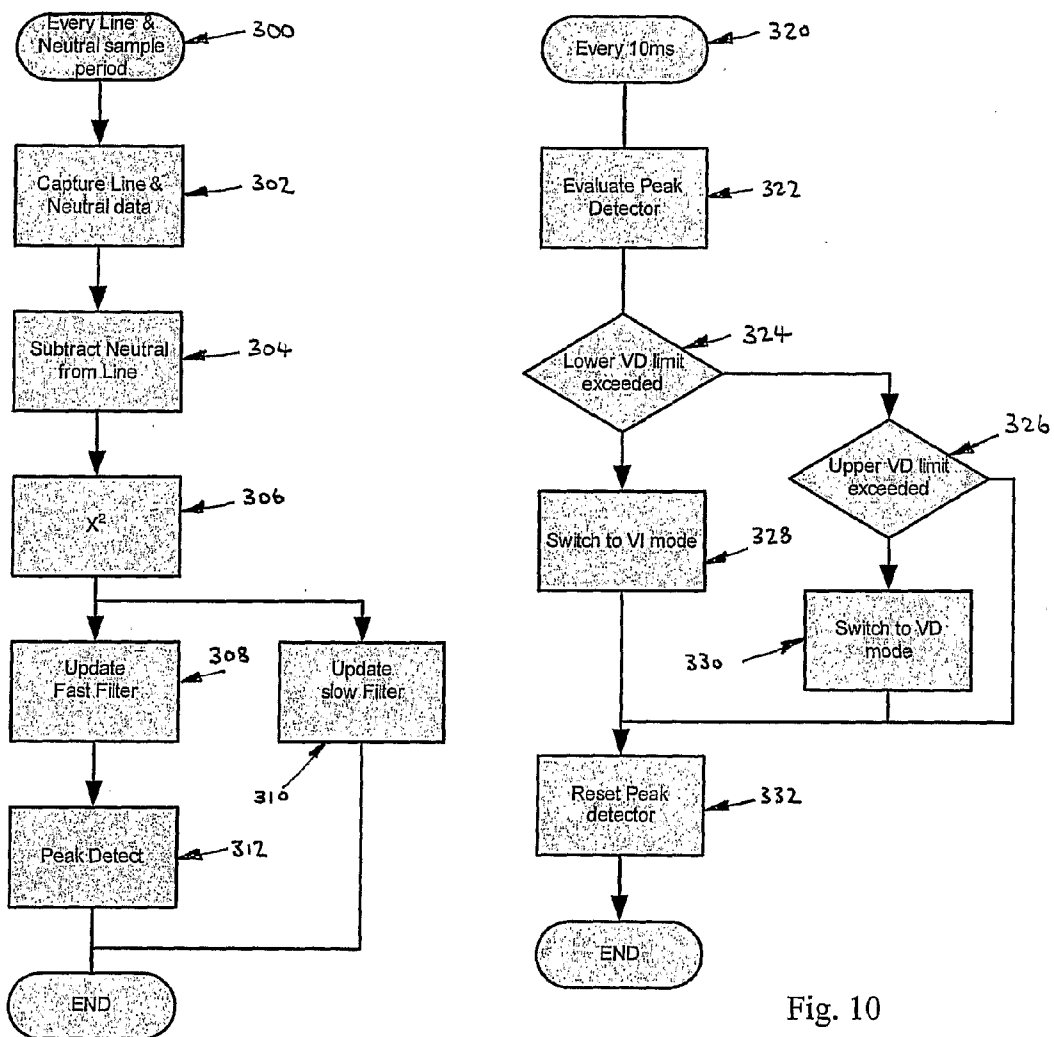 Every Line &
Neutral sample
period
300
Capture Line &
Neutral data
302
Subtract Neutral
from Line
304
X²
306
Update
Fast Filter
308
Update
slow Filter
310
Peak Detect
312
END
Every 10ms
320
Evaluate Peak
Detector
322
Lower VD limit
exceeded
324
Upper VD limit
exceeded
326
Switch to VI mode
328
Switch to VD
mode
330
Reset Peak
detector
332
END
Fig. 10